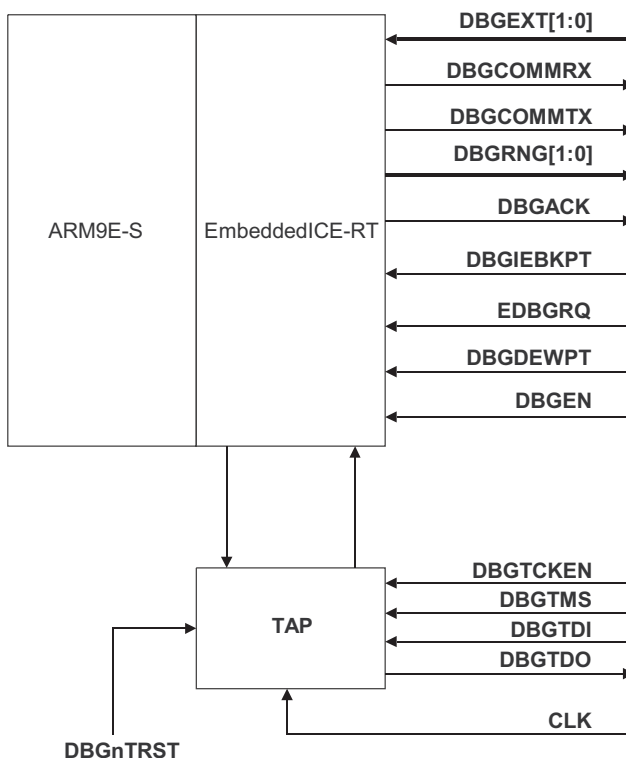 DBGEXT[1:0]
DBGCOMMRX
DBGCOMMTX
DBGRNG[1:0]
ARM9E-S
EmbeddedICE-RT
DBGACK
DBGIEBKPT
EDBGRQ
DBGDEWPT
DBGEN
DBGTCKEN
DBGTMS
TAP
DBGTDI
DBGTDO
CLK
DBGnTRST